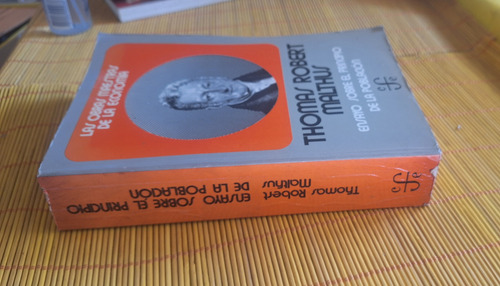 LAS OBRAS MAESTRAS
DE LA ECONOMIA
THOMAS ROBERT
MALTHUS
ENSAYO SOBRE EL PRINCIPIO
DE LA POBLACIÓN
Thomas Robert
Malthus
ENSAYO SOBRE EL PRINCIPIO
DE LA POBLACIÓN